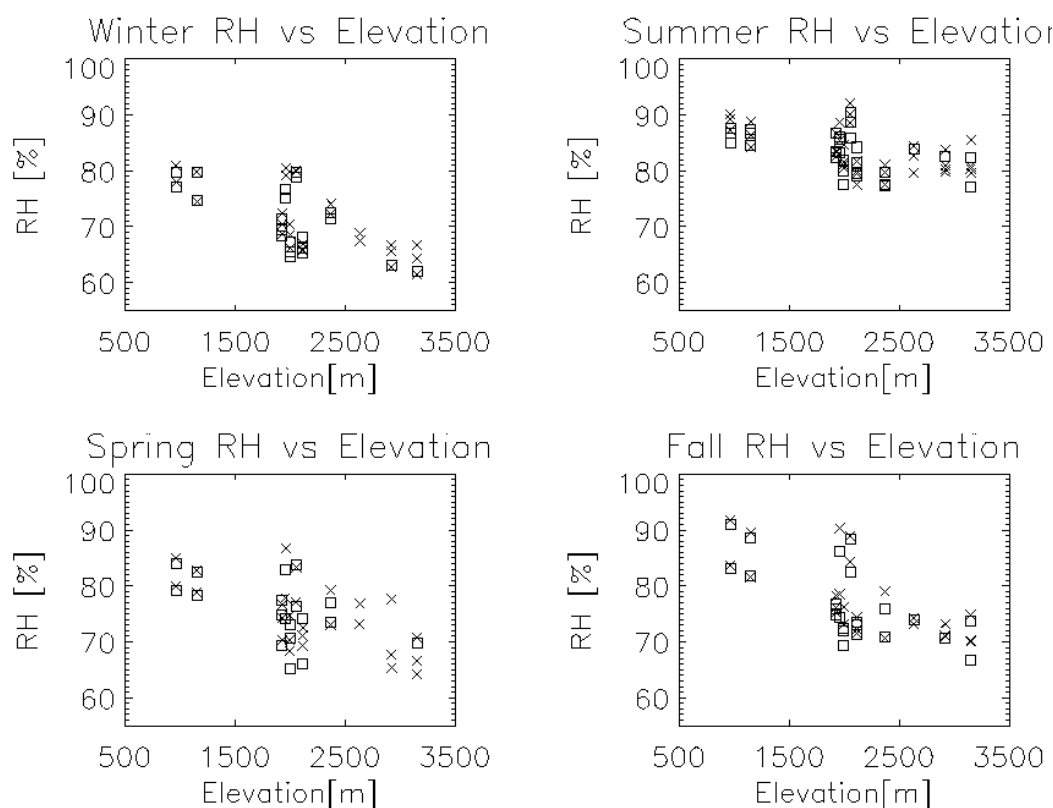 Winter RH vs Elevation
100
90
80
70
60
RH [%]
500 1500 2500 3500
Elevation[m]
Summer RH vs Elevation
100
90
80
70
60
RH [%]
500 1500 2500 3500
Elevation[m]
Spring RH vs Elevation
100
90
80
70
60
RH [%]
500 1500 2500 3500
Elevation[m]
Fall RH vs Elevation
100
90
80
70
60
RH [%]
500 1500 2500 3500
Elevation[m]